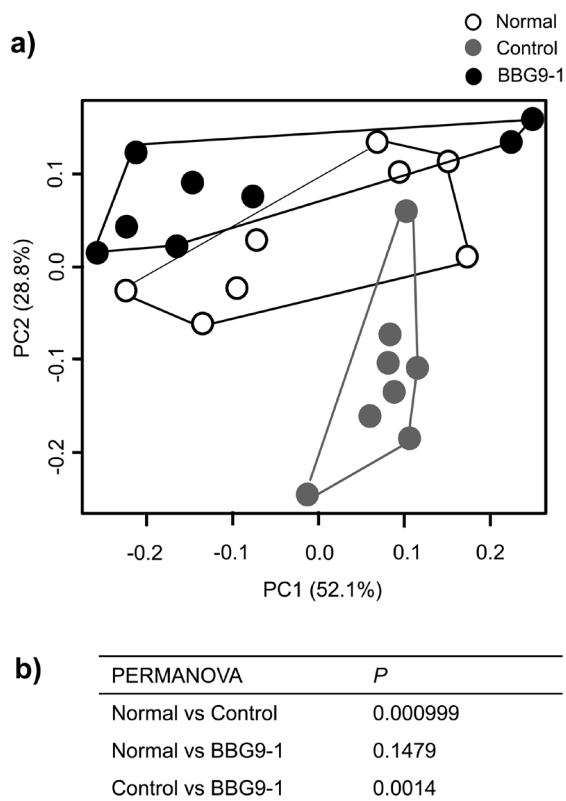 a)
Normal
Control
BBG9-1
0.1
0.0
-0.1
-0.2
PC2 (28.8%)
-0.2 -0.1 0.0 0.1 0.2
PC1 (52.1%)
b)
PERMANOVA P
Normal vs Control 0.000999
Normal vs BBG9-1 0.1479
Control vs BBG9-1 0.0014